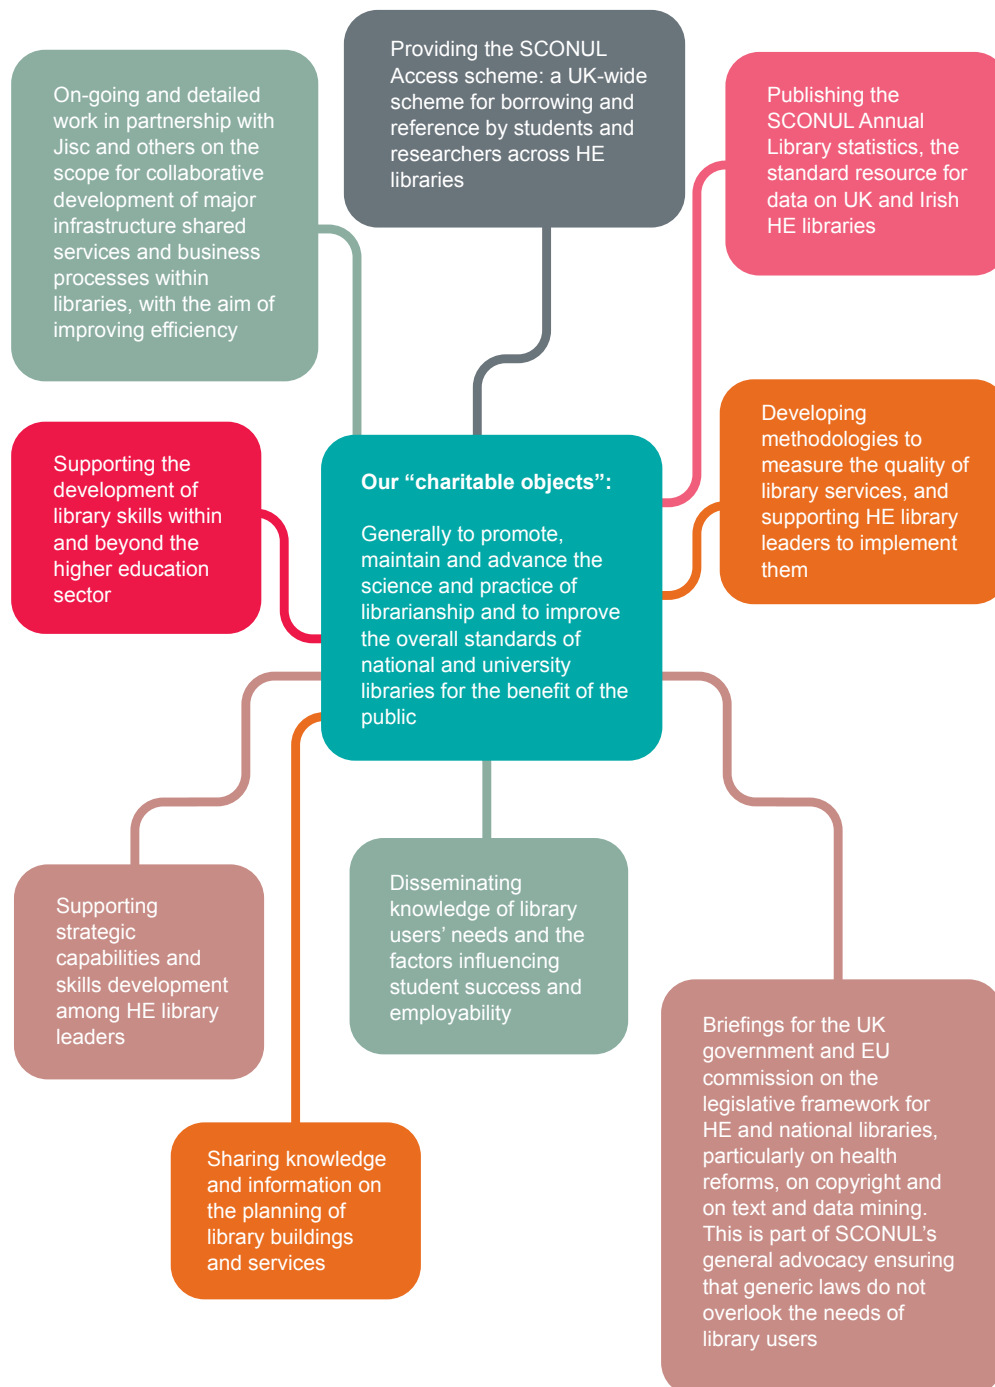 On-going and detailed
work in partnership with
Jisc and others on the
scope for collaborative
development of major
infrastructure shared
services and business
processes within
libraries, with the aim of
improving efficiency
Providing the SCONUL
Access scheme: a UK-wide
scheme for borrowing and
reference by students and
researchers across HE
libraries
Publishing the
SCONUL Annual
Library statistics, the
standard resource for
data on UK and Irish
HE libraries
Supporting the
development of
library skills within
and beyond the
higher education
sector
Our “charitable objects”:
Generally to promote,
maintain and advance the
science and practice of
librarianship and to improve
the overall standards of
national and university
libraries for the benefit of the
public
Developing
methodologies to
measure the quality of
library services, and
supporting HE library
leaders to implement
them
Supporting
strategic
capabilities and
skills development
among HE library
leaders
Disseminating
knowledge of library
users’ needs and the
factors influencing
student success and
employability
Sharing knowledge
and information on
the planning of
library buildings
and services
Briefings for the UK
government and EU
commission on the
legislative framework for
HE and national libraries,
particularly on health
reforms, on copyright and
on text and data mining.
This is part of SCONUL’s
general advocacy ensuring
that generic laws do not
overlook the needs of
library users